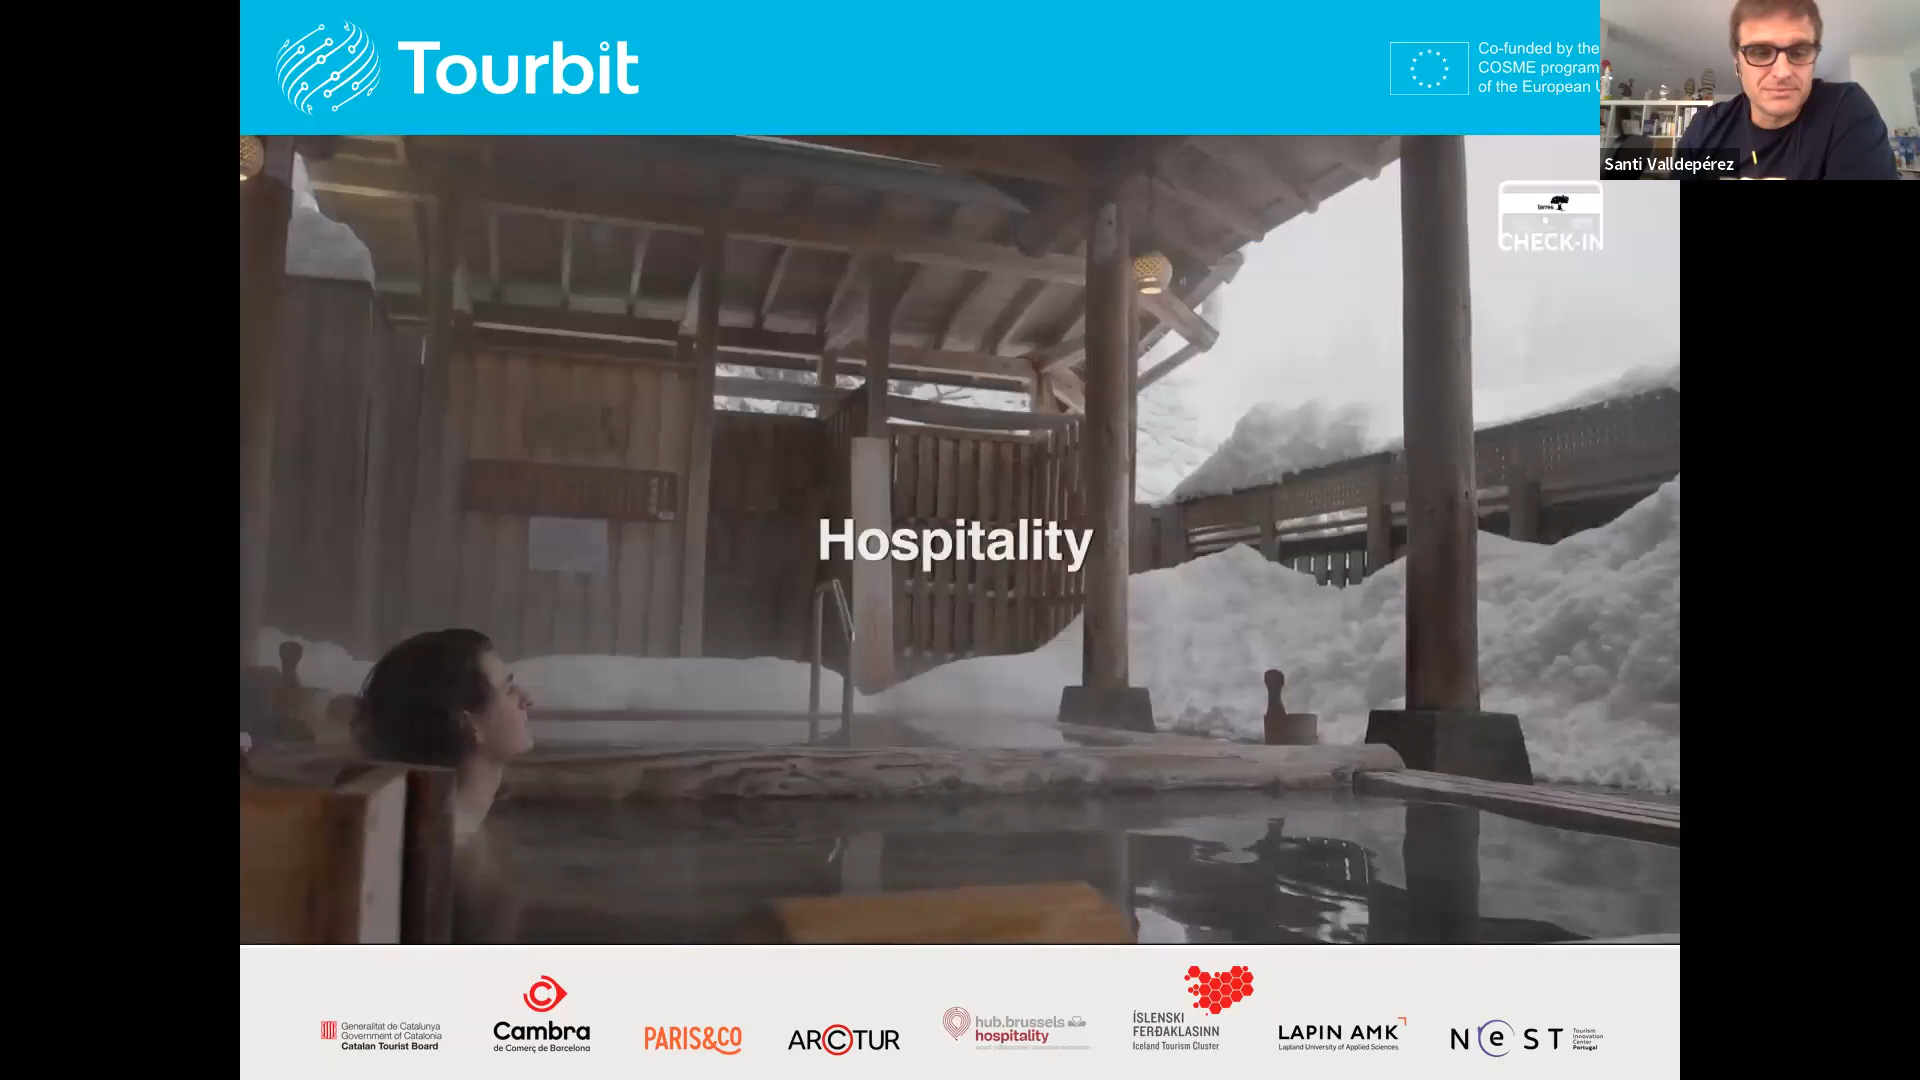 Tourbit
Co-funded by the
COSME program
of the European
Santi Valldepérez
terres
CHECK-IN
Hospitality
Generalitat de Catalunya
Government of Catalonia
Catalan Tourist Board
Cambra
de Comerç de Barcelona
PARIS&CO
ARCTUR
hub.brussels
hospitality
ÍSLENSKI
FERÐAKLASINN
Iceland Tourism Cluster
LAPIN AMK
Lapland University of Applied Sciences
NeST
Tourism
Innovation
Center
Portugal